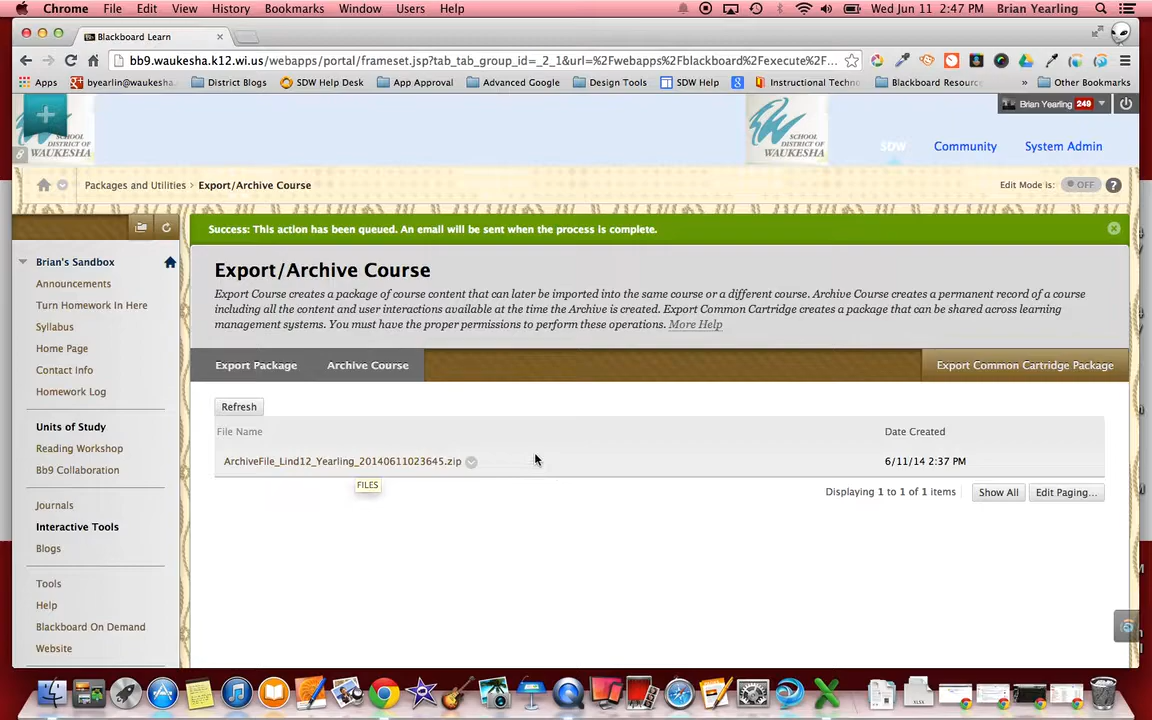 Chrome File Edit View History Bookmarks Window Users Help Wed Jun 11 2:47 PM Brian Yearling
Blackboard Learn
bb9.waukesha.k12.wi.us/webapps/portal/frameset.jsp?tab_tab_group_id=_2_1&url=%2Fwebapps%2Fblackboard%2Fexecute%2F...
Apps byearlin@waukesha... District Blogs SDW Help Desk App Approval Advanced Google Design Tools SDW Help Instructional Techno Blackboard Resourc » Other Bookmarks
Brian Yearling 249
SCHOOL DISTRICT OF WAUKESHA
SCHOOL DISTRICT OF WAUKESHA
SDW Community System Admin
Packages and Utilities > Export/Archive Course Edit Mode is: OFF ?
Success: This action has been queued. An email will be sent when the process is complete.
Export/Archive Course
Export Course creates a package of course content that can later be imported into the same course or a different course. Archive Course creates a permanent record of a course
including all the content and user interactions available at the time the Archive is created. Export Common Cartridge creates a package that can be shared across learning
management systems. You must have the proper permissions to perform these operations. More Help
Export Package Archive Course Export Common Cartridge Package
Refresh
File Name Date Created
ArchiveFile_Lind12_Yearling_20140611023645.zip 6/11/14 2:37 PM
FILES
Displaying 1 to 1 of 1 items Show All Edit Paging...
Brian's Sandbox
Announcements
Turn Homework In Here
Syllabus
Home Page
Contact Info
Homework Log
Units of Study
Reading Workshop
Bb9 Collaboration
Journals
Interactive Tools
Blogs
Tools
Help
Blackboard On Demand
Website